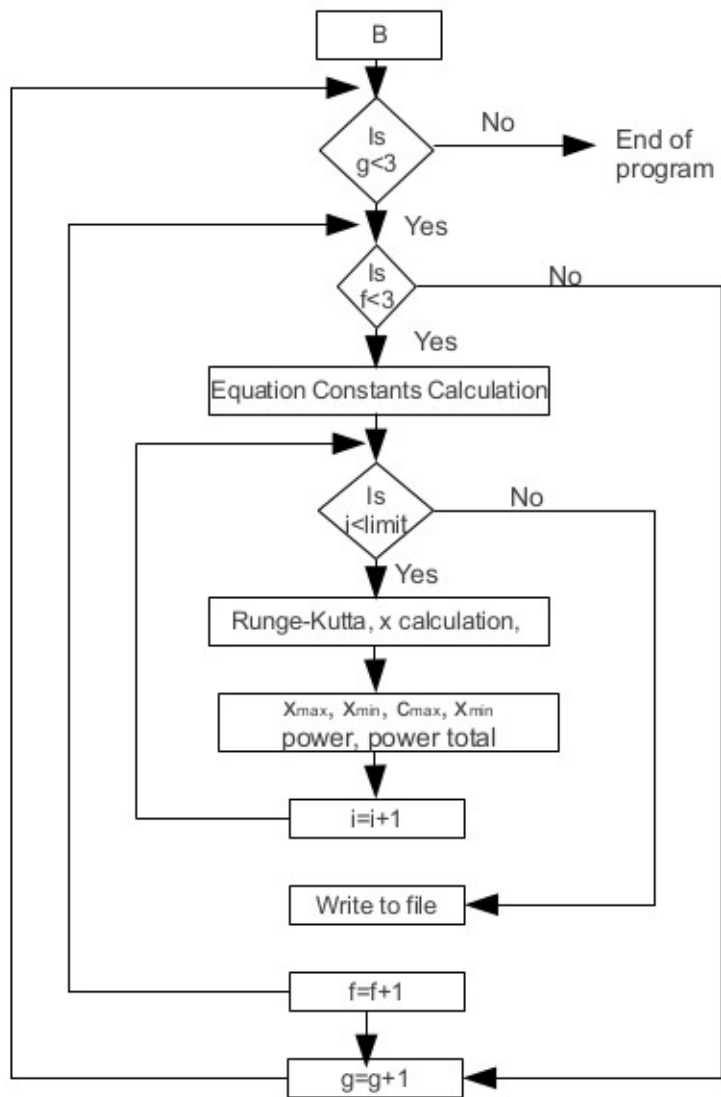 B
Is
g<3
No
End of
program
Yes
Is
f<3
No
Yes
Equation Constants Calculation
Is
i<limit
No
Yes
Runge-Kutta, x calculation,
xmax, xmin, cmax, xmin
power, power total
i=i+1
Write to file
f=f+1
g=g+1